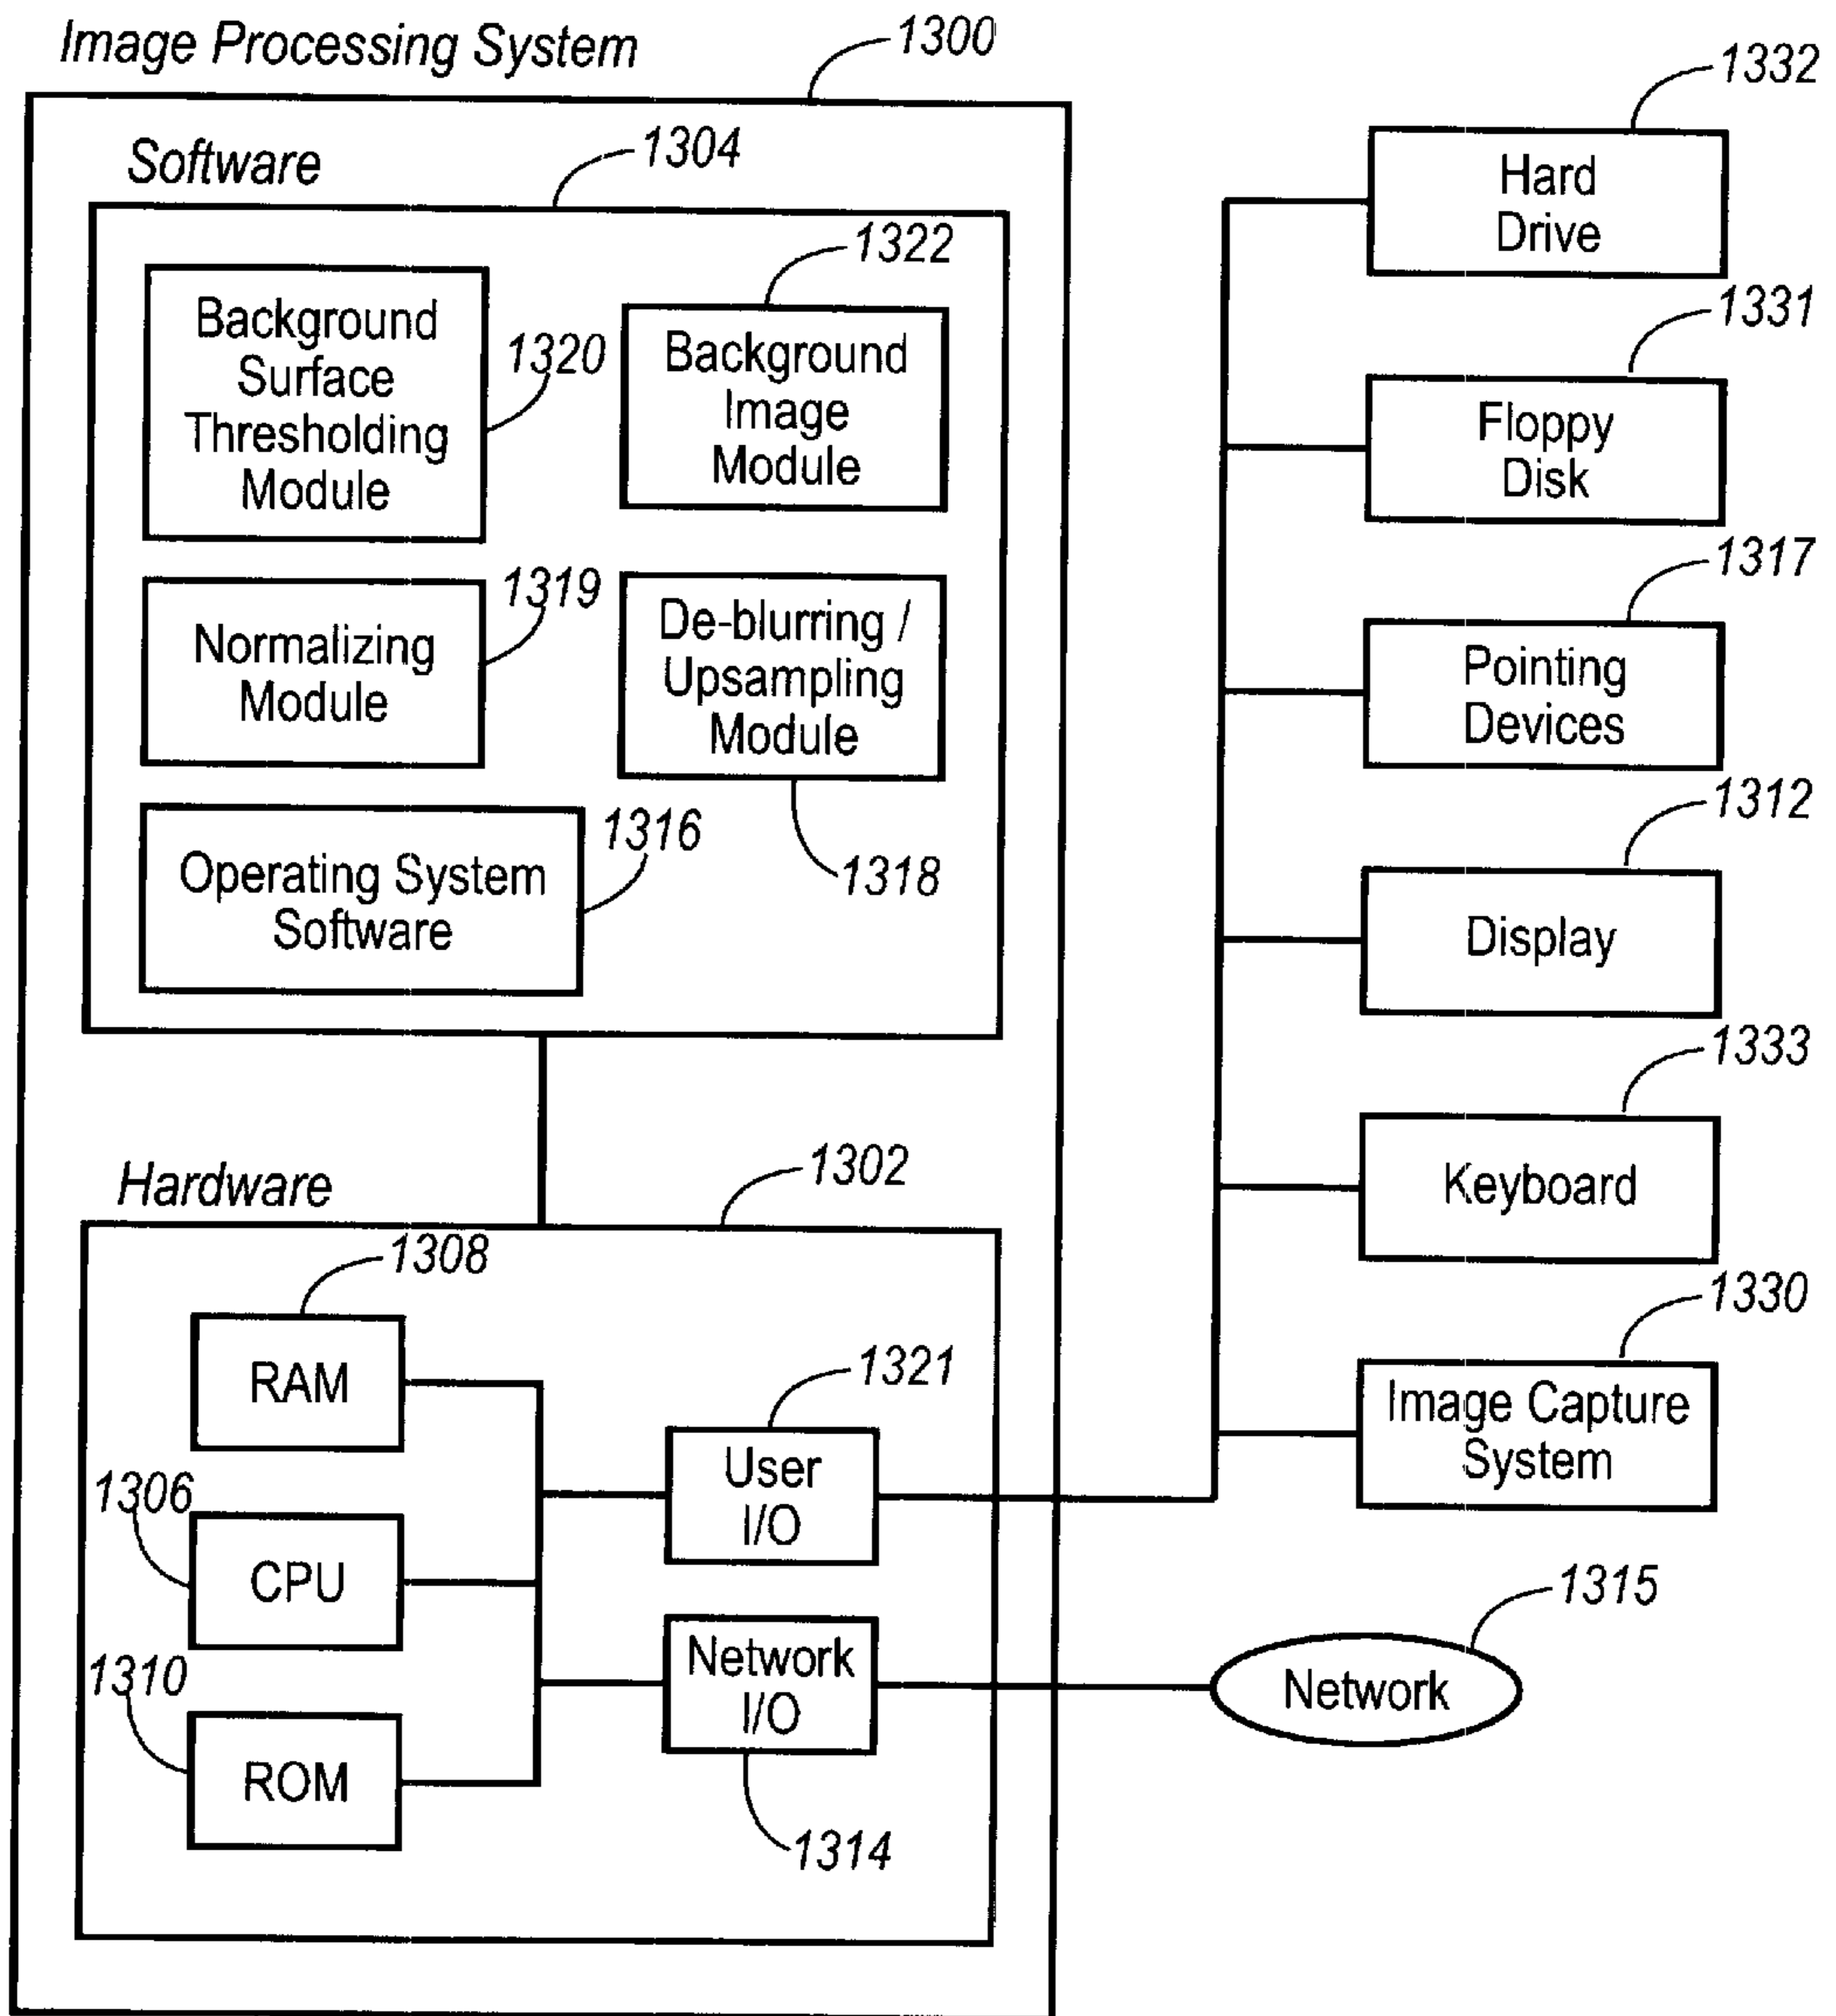 Image Processing System
1300
Software
1304
Background
Surface
Thresholding
Module
1320
1322
Background
Image
Module
Normalizing
Module
1319
De-blurring /
Upsampling
Module
1318
Operating System
Software
1316
Hardware
1302
1308
RAM
1306
CPU
1310
ROM
1321
User
I/O
Network
I/O
1314
1332
Hard
Drive
1331
Floppy
Disk
1317
Pointing
Devices
1312
Display
1333
Keyboard
1330
Image Capture
System
1315
Network